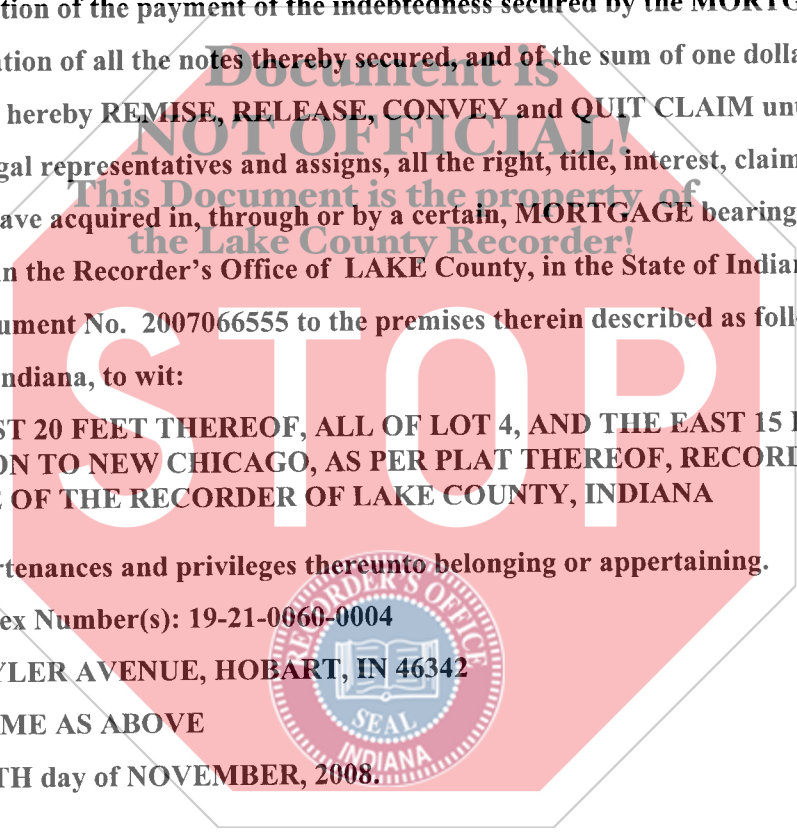 tion of the payment of the indebtedness secured by the MORTG
Document is
ation of all the notes thereby secured, and of the sum of one dolla
hereby REMISE, RELEASE, CONVEY and QUIT CLAIM unt
NOT OFFICIAL!
gal representatives and assigns, all the right, title, interest, claim
This Document is the property of
ave acquired in, through or by a certain, MORTGAGE bearing
the Lake County Recorder!
n the Recorder's Office of LAKE County, in the State of Indian
ument No. 2007066555 to the premises therein described as foll
STOP
ndiana, to wit:
ST 20 FEET THEREOF, ALL OF LOT 4, AND THE EAST 15 F
ON TO NEW CHICAGO, AS PER PLAT THEREOF, RECORD
E OF THE RECORDER OF LAKE COUNTY, INDIANA
rtenances and privileges thereunto belonging or appertaining.
ex Number(s): 19-21-0060-0004
YLER AVENUE, HOBART, IN 46342
ME AS ABOVE
TH day of NOVEMBER, 2008.
RECORDER'S OFFICE
SEAL
INDIANA